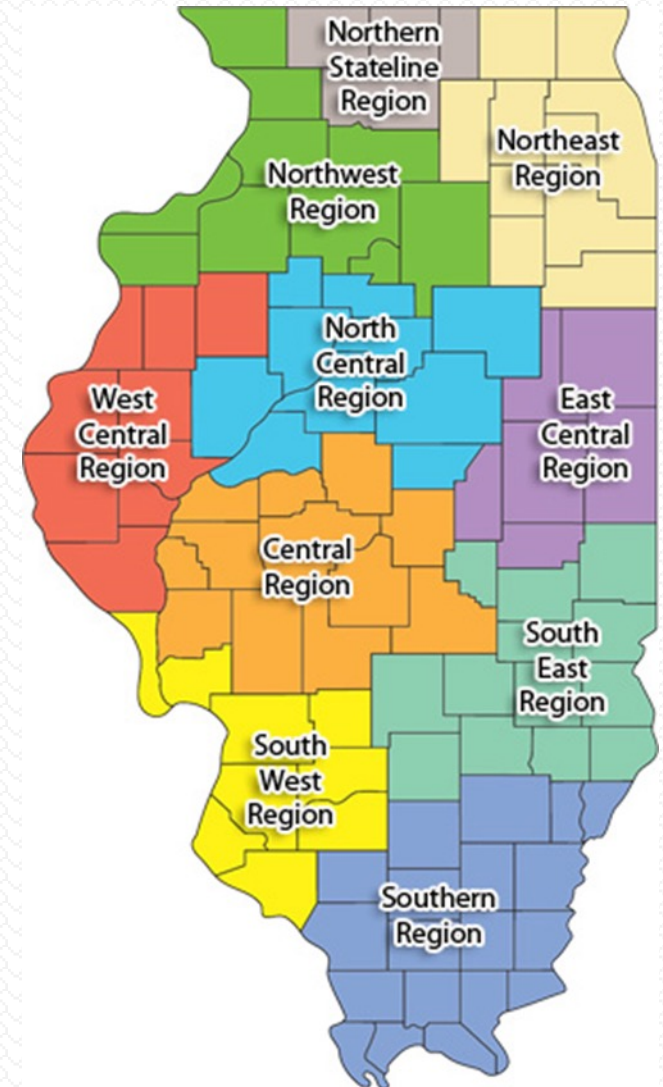 Northern
Stateline
Region
Northeast
Region
Northwest
Region
North
Central
Region
West
Central
Region
East
Central
Region
Central
Region
South
East
Region
South
West
Region
Southern
Region